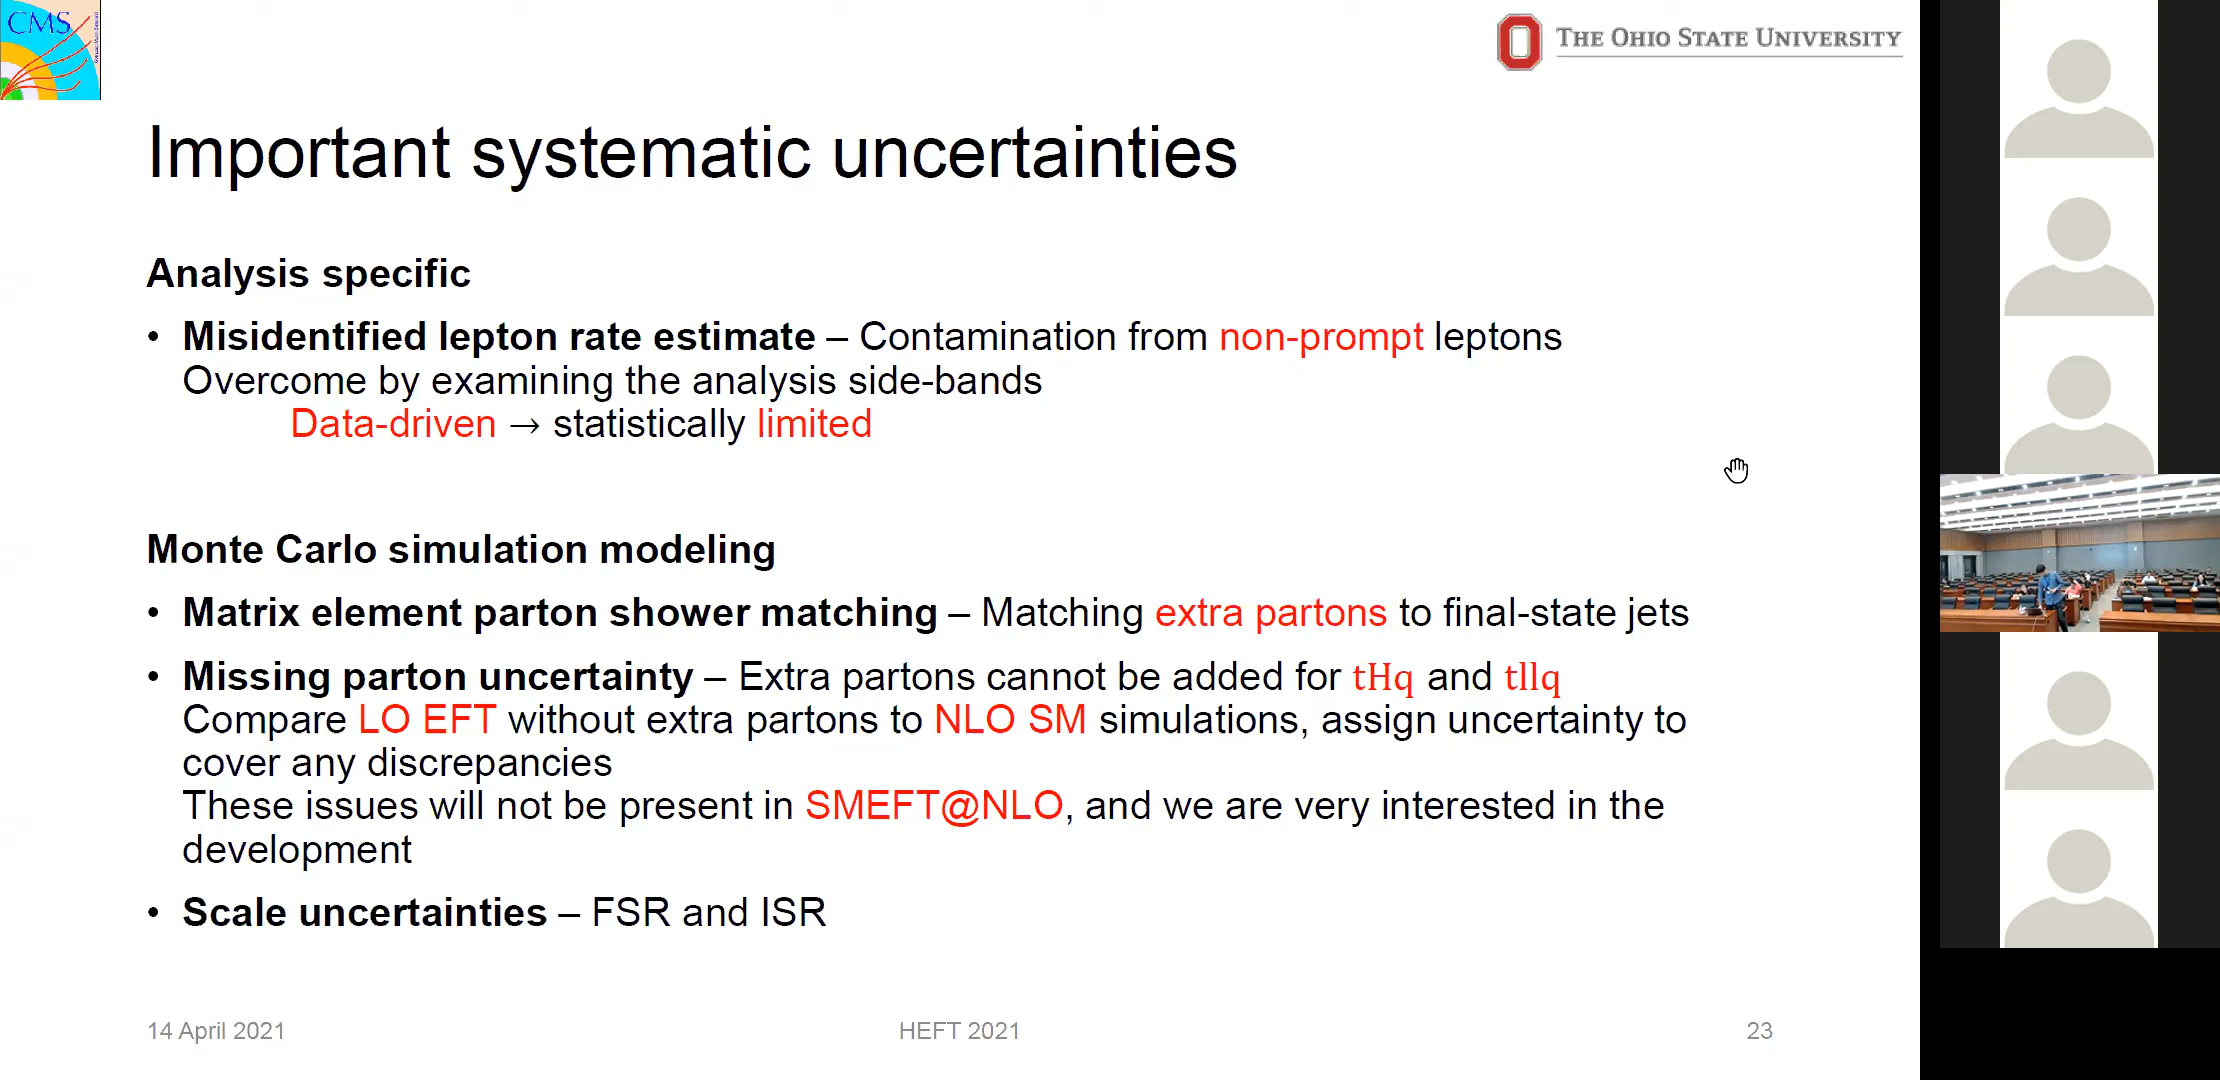 CMS
THE OHIO STATE UNIVERSITY
Important systematic uncertainties
Analysis specific
• Misidentified lepton rate estimate – Contamination from non-prompt leptons
Overcome by examining the analysis side-bands
Data-driven → statistically limited
Monte Carlo simulation modeling
• Matrix element parton shower matching – Matching extra partons to final-state jets
• Missing parton uncertainty – Extra partons cannot be added for tHq and tllq
Compare LO EFT without extra partons to NLO SM simulations, assign uncertainty to
cover any discrepancies
These issues will not be present in SMEFT@NLO, and we are very interested in the
development
• Scale uncertainties – FSR and ISR
14 April 2021
HEFT 2021
23